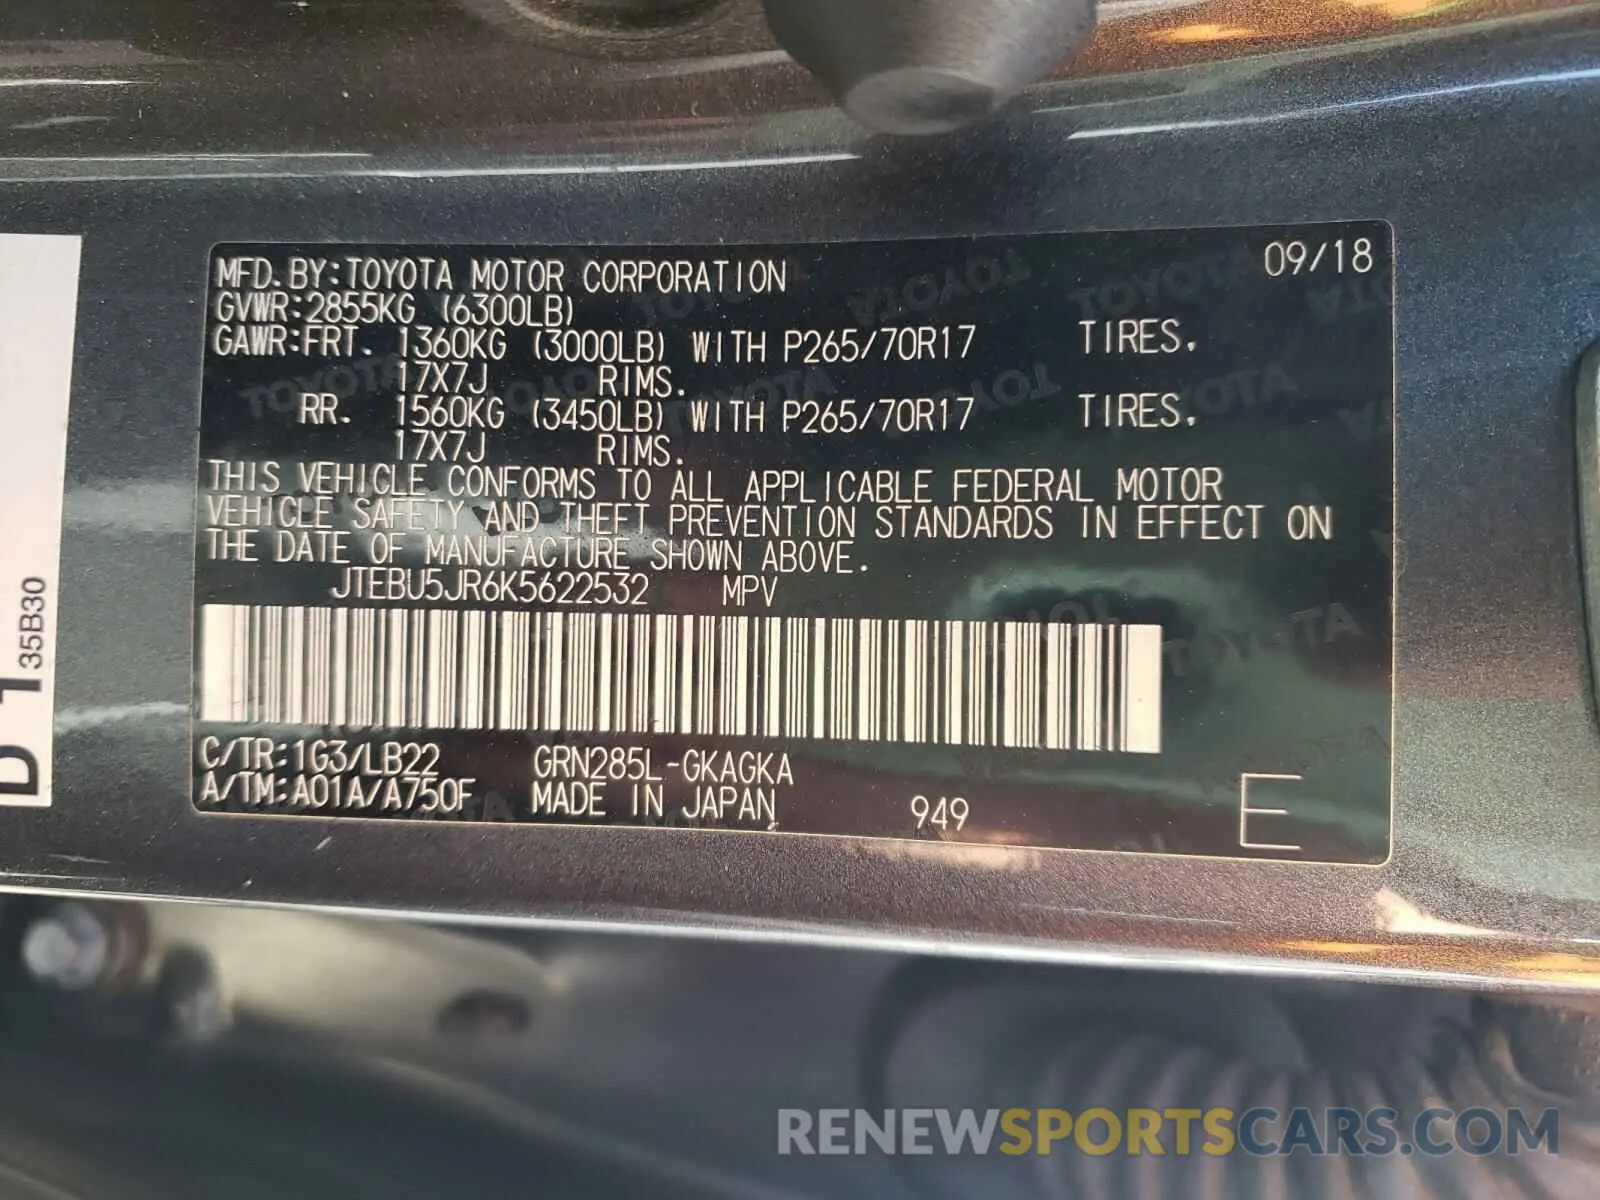 09/18
MFD. BY:TOYOTA MOTOR CORPORATION
GVWR:2855KG (6300LB)
GAWR:FRT. 1360KG (3000LB) WITH P265/70R17 TIRES.
17X7J RIMS.
RR. 1560KG (3450LB) WITH P265/70R17 TIRES.
17X7J RIMS.
THIS VEHICLE CONFORMS TO ALL APPLICABLE FEDERAL MOTOR
VEHICLE SAFETY AND THEFT PREVENTION STANDARDS IN EFFECT ON
THE DATE OF MANUFACTURE SHOWN ABOVE.
JTEBU5JR6K5622532 MPV
C/TR:1G3/LB22 GRN285L-GKAGKA
A/TM:A01A/A750F MADE IN JAPAN 949 E
35B30
RENEWSPORTSCARS.COM